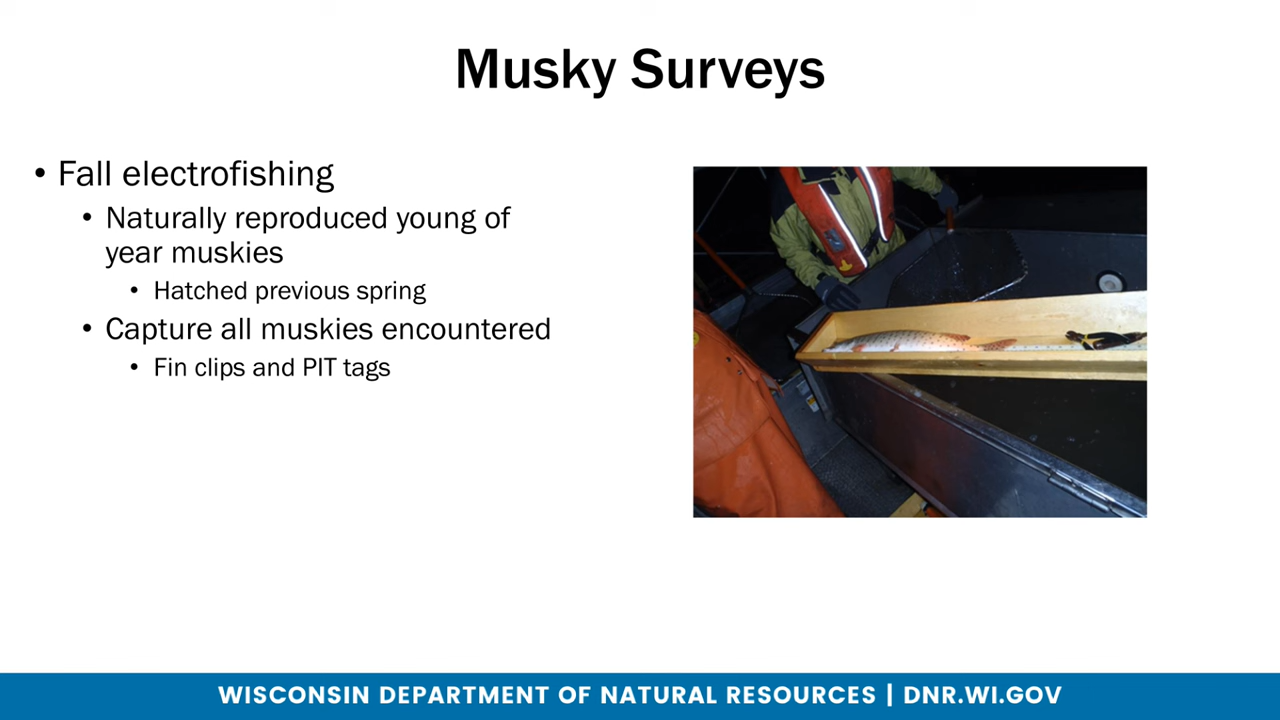 Musky Surveys
• Fall electrofishing
• Naturally reproduced young of
year muskies
• Hatched previous spring
• Capture all muskies encountered
• Fin clips and PIT tags
WISCONSIN DEPARTMENT OF NATURAL RESOURCES | DNR.WI.GOV